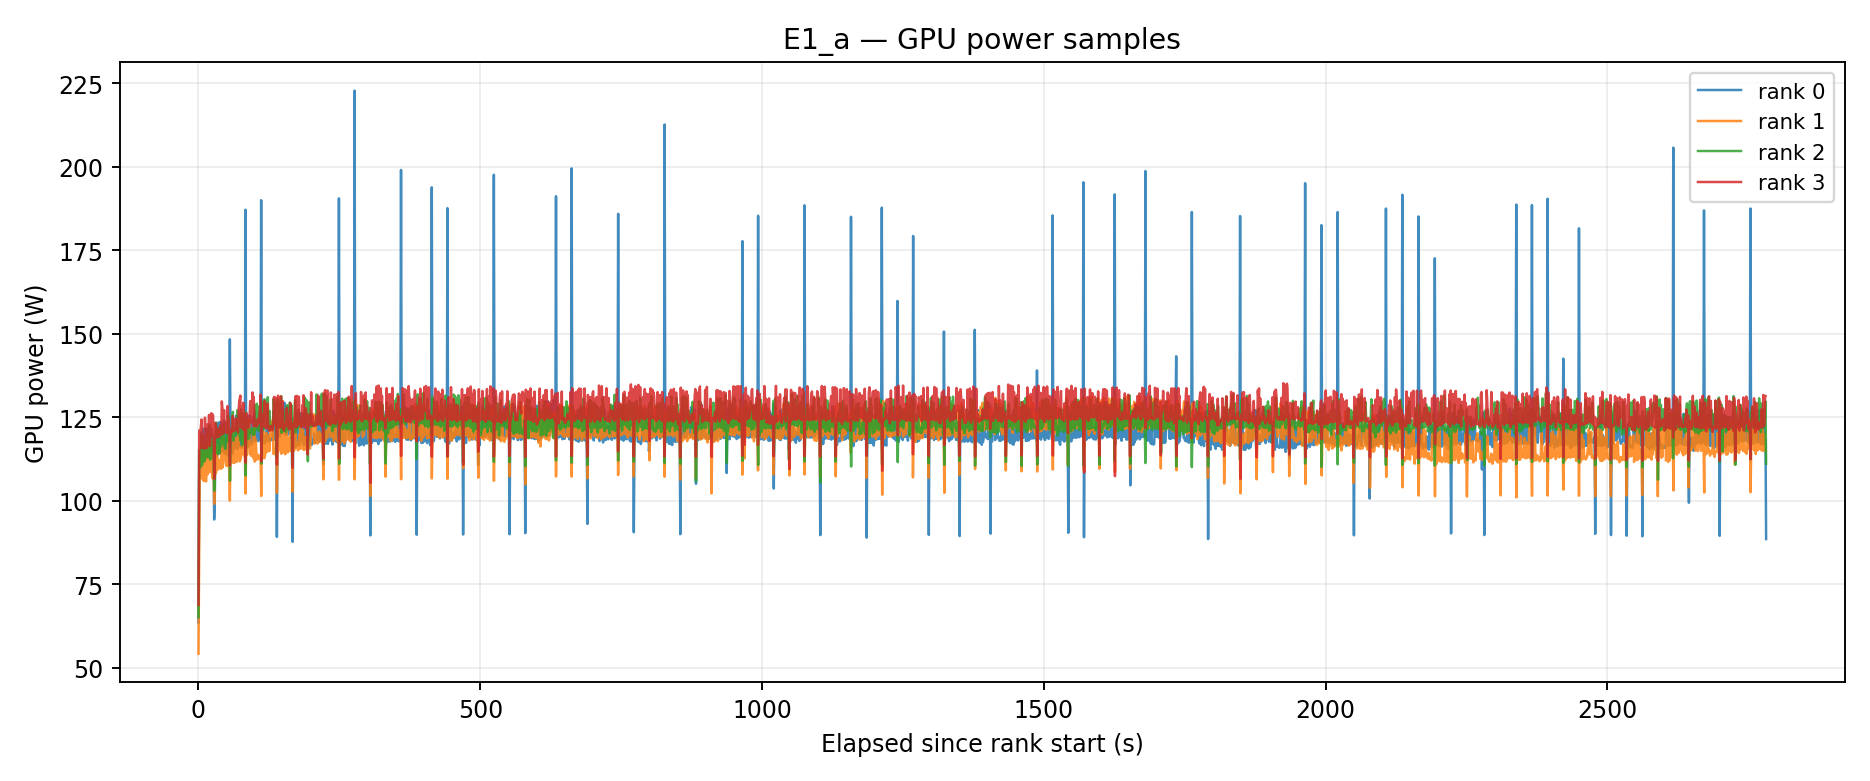 E1_a — GPU power samples
GPU power (W)
225
200
175
150
125
100
75
50
rank 0
rank 1
rank 2
rank 3
0
500
1000
1500
2000
2500
Elapsed since rank start (s)